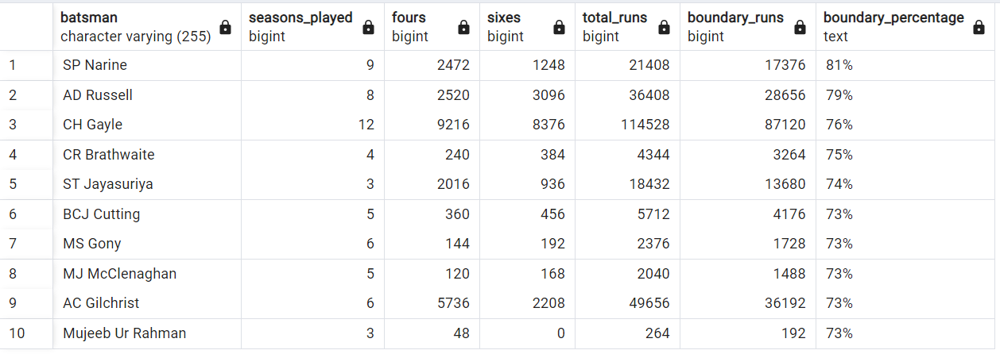 batsman seasons_played fours sixes total_runs boundary_runs boundary_percentage
character varying (255) bigint bigint bigint bigint bigint text
1 SP Narine 9 2472 1248 21408 17376 81%
2 AD Russell 8 2520 3096 36408 28656 79%
3 CH Gayle 12 9216 8376 114528 87120 76%
4 CR Brathwaite 4 240 384 4344 3264 75%
5 ST Jayasuriya 3 2016 936 18432 13680 74%
6 BCJ Cutting 5 360 456 5712 4176 73%
7 MS Gony 6 144 192 2376 1728 73%
8 MJ McClenaghan 5 120 168 2040 1488 73%
9 AC Gilchrist 6 5736 2208 49656 36192 73%
10 Mujeeb Ur Rahman 3 48 0 264 192 73%